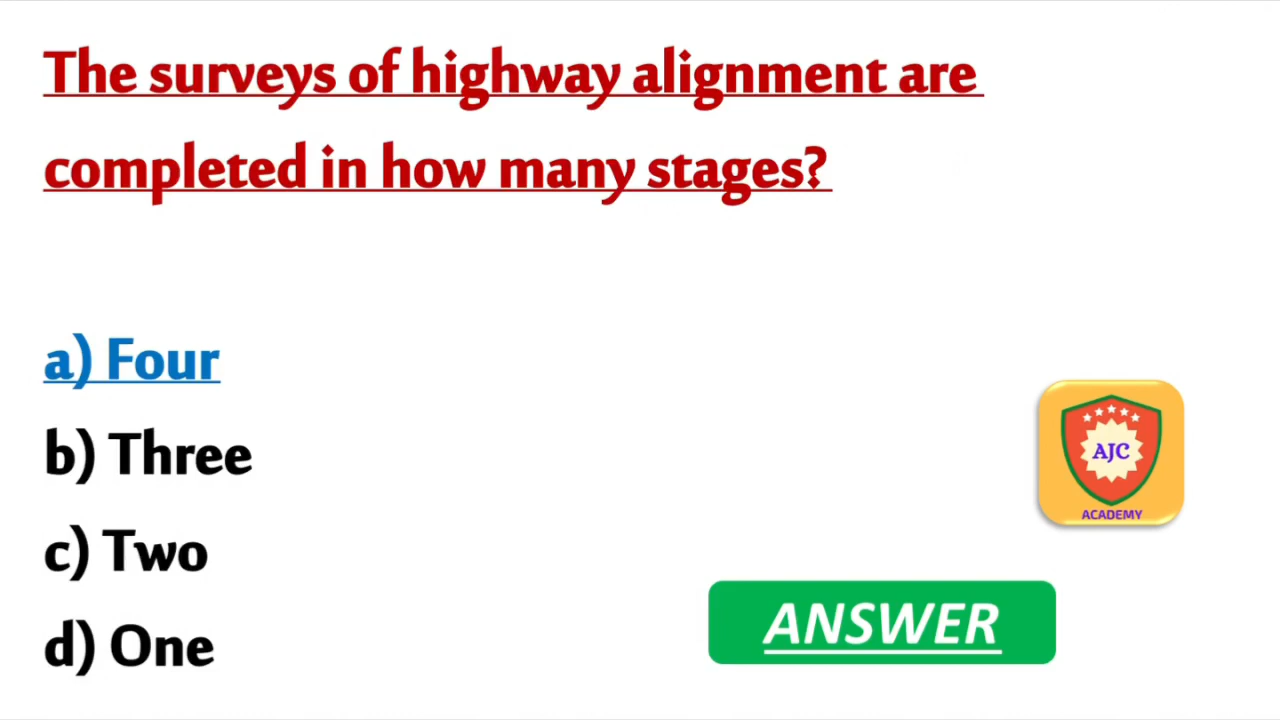 The surveys of highway alignment are
completed in how many stages?
a) Four
b) Three
c) Two
d) One
AJC
ACADEMY
ANSWER